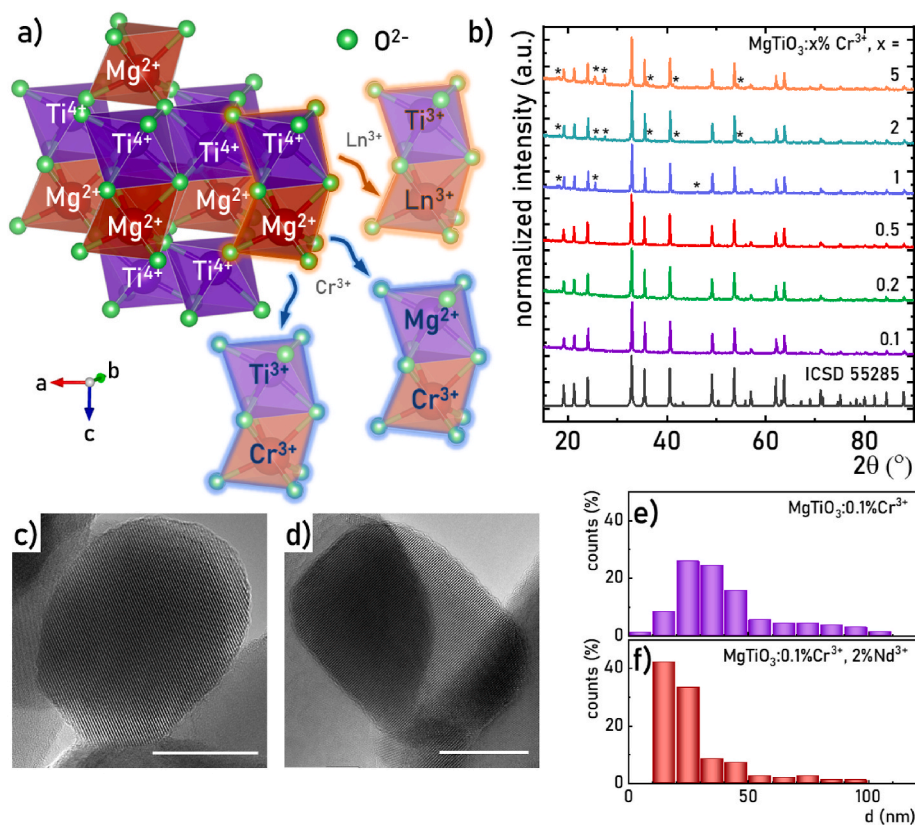 a)
O²⁻
Mg²⁺
Ti⁴⁺
Ti⁴⁺
Ti⁴⁺
Ti⁴⁺
Mg²⁺
Mg²⁺
Mg²⁺
Mg²⁺
Ti⁴⁺
Ti⁴⁺
Ln³⁺
Ti³⁺
Ln³⁺
Cr³⁺
Ti³⁺
Cr³⁺
Mg²⁺
Cr³⁺
a
b
c
b)
normalized intensity (a.u.)
MgTiO₃:x% Cr³⁺, x =
* * * * * * 5
* * * * * * 2
* * * 1
0.5
0.2
0.1
ICSD 55285
20 40 60 80
2θ (°)
c)
d)
e)
MgTiO₃:0.1%Cr³⁺
counts (%)
40
20
0
f)
MgTiO₃:0.1%Cr³⁺, 2%Nd³⁺
counts (%)
40
20
0
0 50 100
d (nm)